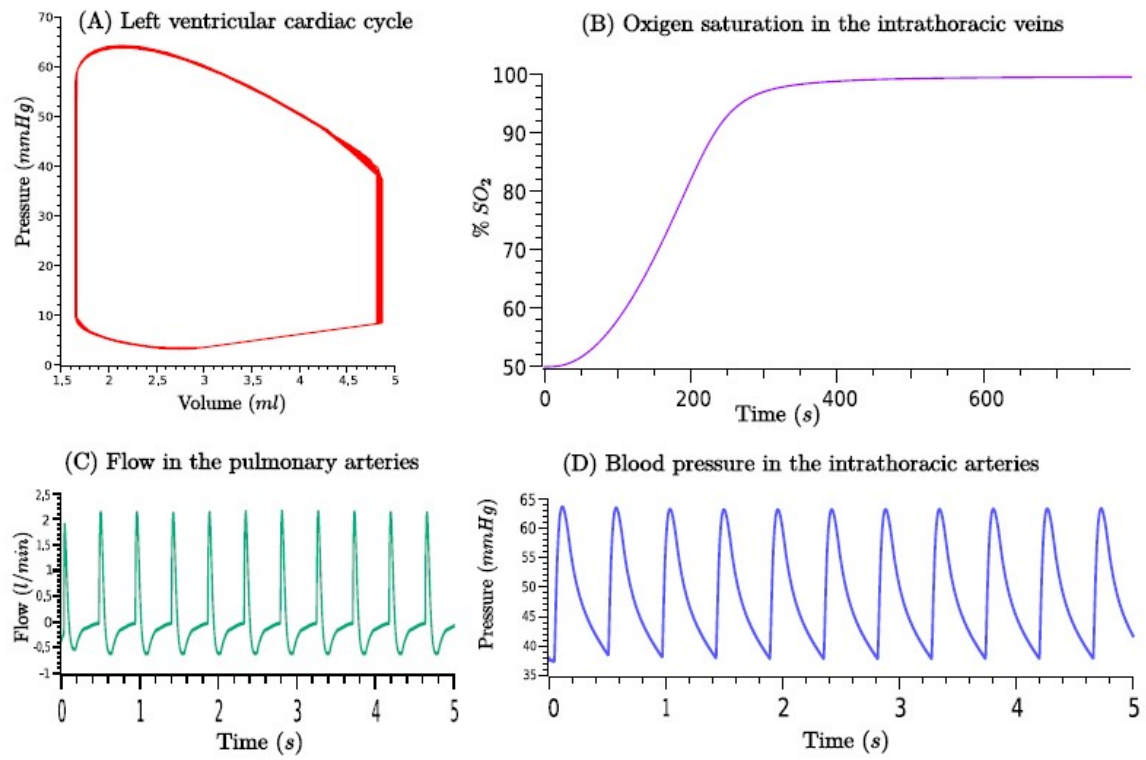 (A) Left ventricular cardiac cycle
Pressure (mmHg)
70
60
50
40
30
20
10
0
1,5 2 2,5 3 3,5 4 4,5 5
Volume (ml)
(B) Oxigen saturation in the intrathoracic veins
% SO2
100
90
80
70
60
50
0 200 400 600
Time (s)
(C) Flow in the pulmonary arteries
Flow (l/min)
2,5
2
1,5
1
0,5
0
-0,5
-1
0 1 2 3 4 5
Time (s)
(D) Blood pressure in the intrathoracic arteries
Pressure (mmHg)
65
60
55
50
45
40
35
0 1 2 3 4 5
Time (s)